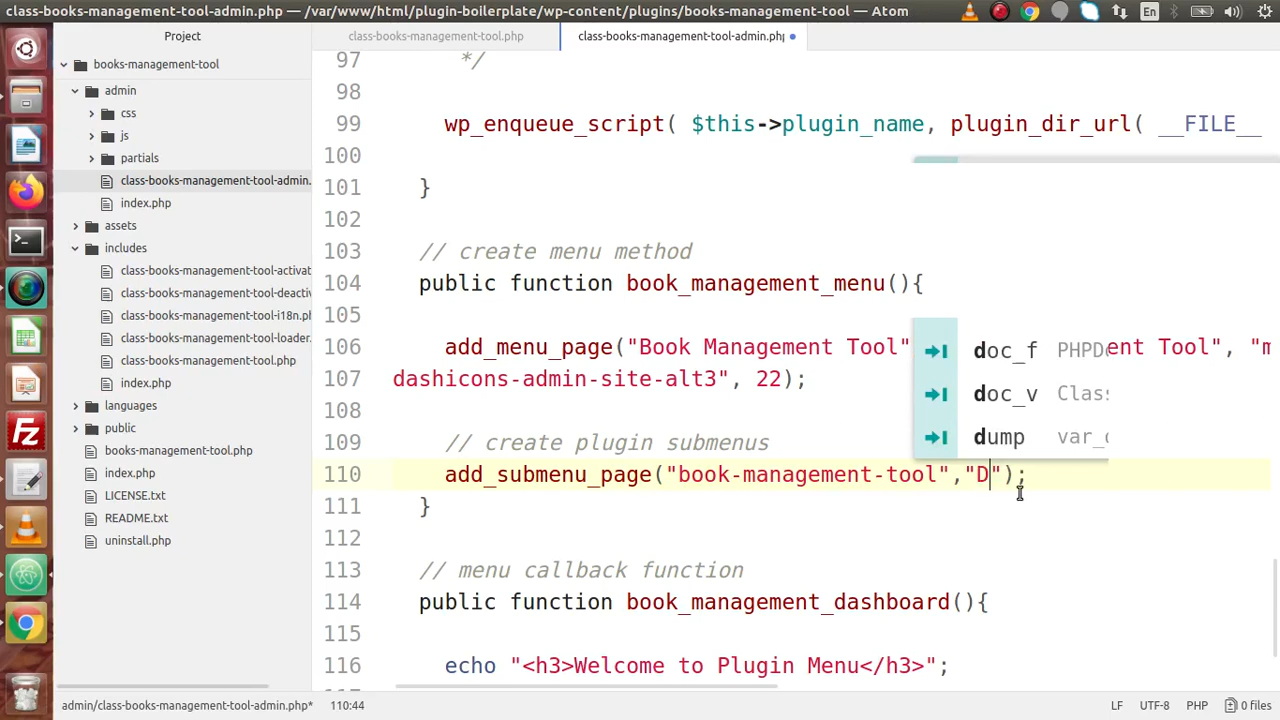 class-books-management-tool-admin.php — /var/www/html/plugin-boilerplate/wp-content/plugins/books-management-tool — Atom
En
Project
class-books-management-tool.php
class-books-management-tool-admin.php
books-management-tool
admin
css
js
partials
class-books-management-tool-admin.
index.php
assets
includes
class-books-management-tool-activat
class-books-management-tool-deactiv
class-books-management-tool-i18n.ph
class-books-management-tool-loader.
class-books-management-tool.php
index.php
languages
public
books-management-tool.php
index.php
LICENSE.txt
README.txt
uninstall.php
97 */
98
99 wp_enqueue_script( $this->plugin_name, plugin_dir_url( __FILE__
100
101 }
102
103 // create menu method
104 public function book_management_menu(){
105
106 add_menu_page("Book Management Tool" ent Tool", "m
107 dashicons-admin-site-alt3", 22);
108
109 // create plugin submenus
110 add_submenu_page("book-management-tool","D");
111 }
112
113 // menu callback function
114 public function book_management_dashboard(){
115
116 echo "<h3>Welcome to Plugin Menu</h3>";
doc_f PHPDo
doc_v Class
dump var_d
admin/class-books-management-tool-admin.php* 110:44
LF UTF-8 PHP 0 files